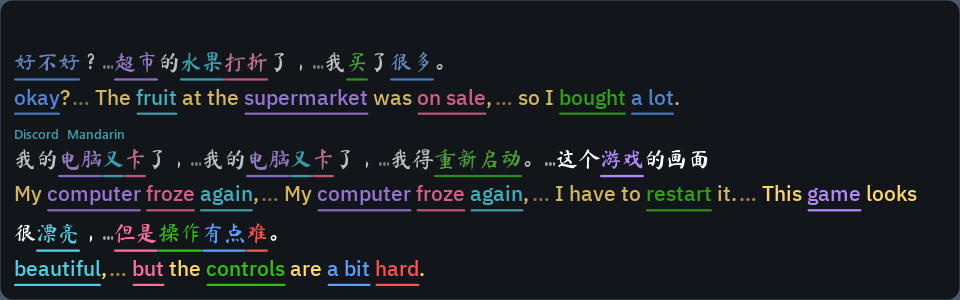 好不好？…超市的水果打折了，…我买了很多。
okay?… The fruit at the supermarket was on sale,… so I bought a lot.
Discord Mandarin
我的电脑又卡了，…我的电脑又卡了，…我得重新启动。…这个游戏的画面
My computer froze again,… My computer froze again,… I have to restart it.… This game looks
很漂亮，…但是操作有点难。
beautiful,… but the controls are a bit hard.